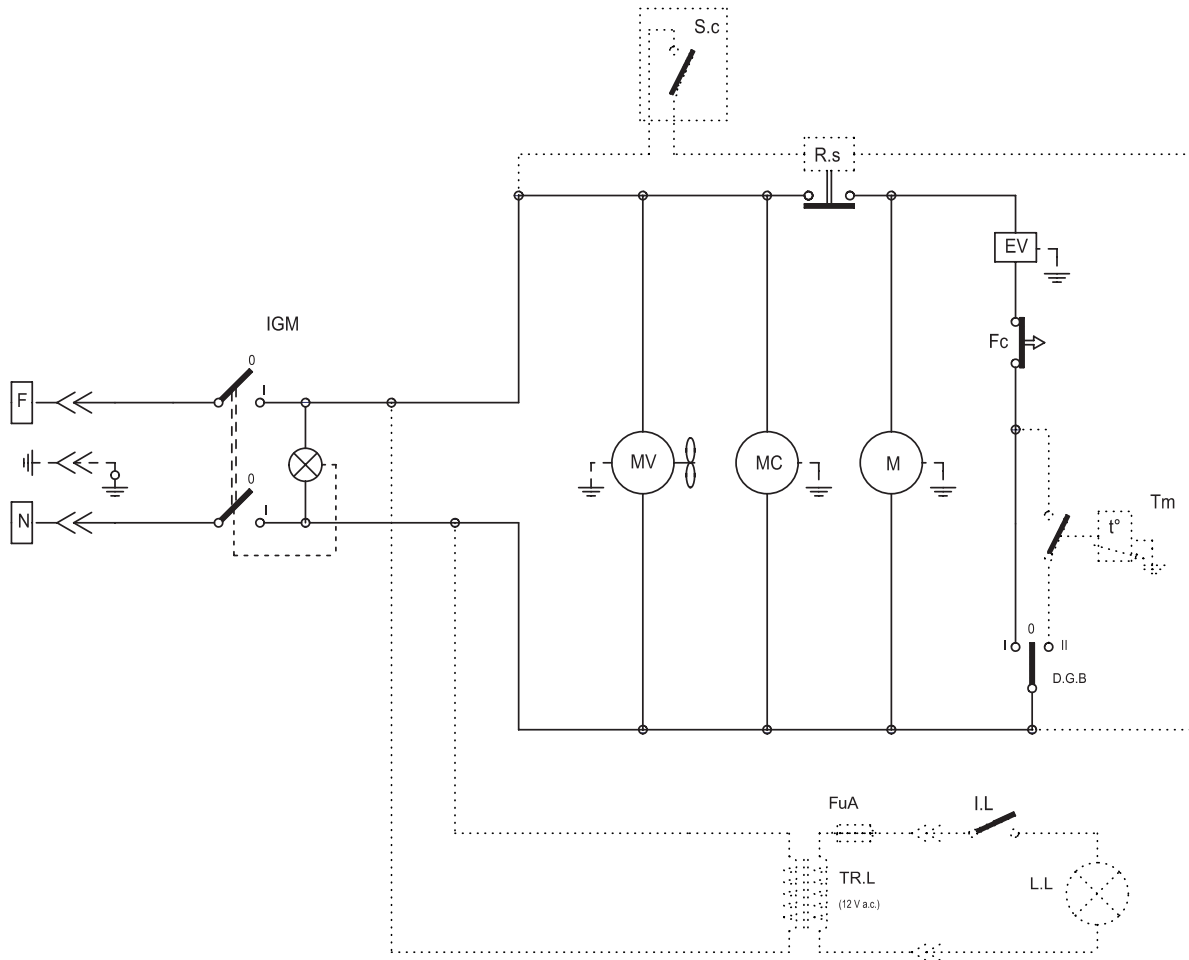 S.c
R.s
EV
IGM
Fc
0
F
I
MV
MC
M
Tm
t°
N
0
I
0
I
II
D.G.B
FuA
I.L
TR.L
L.L
(12 V a.c.)